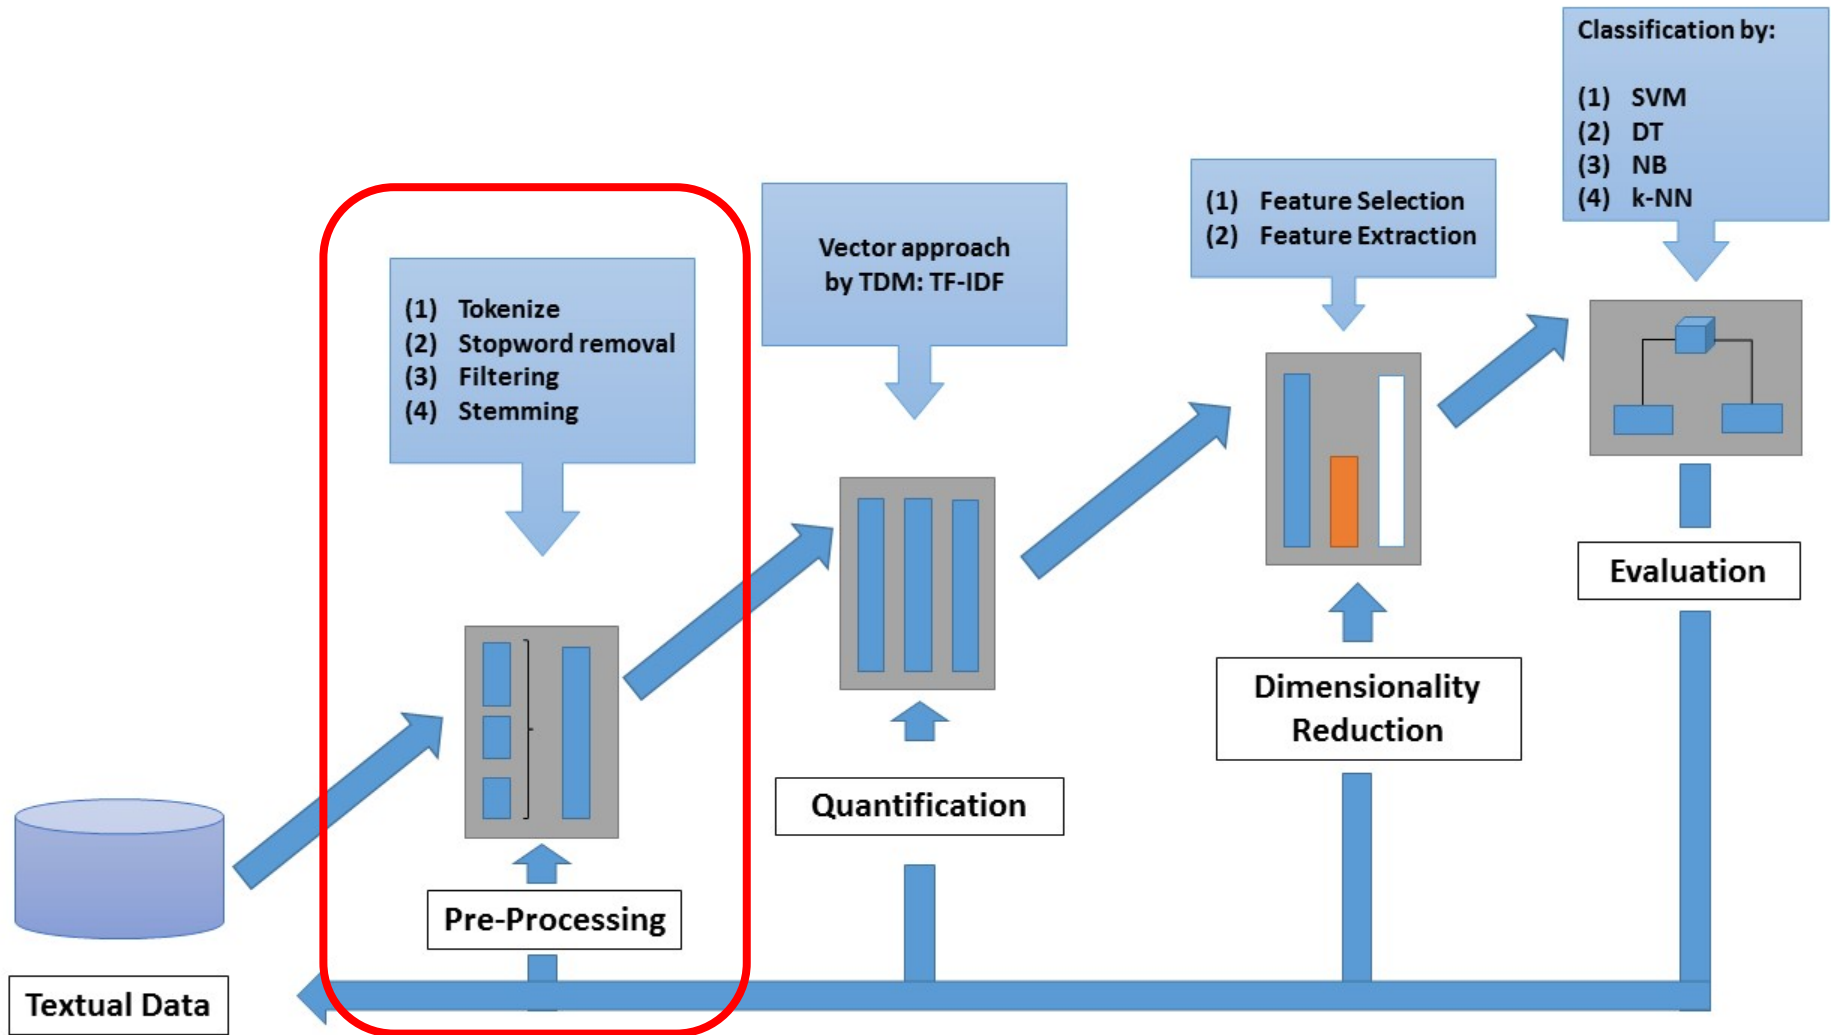 Classification by:
(1) SVM
(2) DT
(3) NB
(4) k-NN
(1) Feature Selection
(2) Feature Extraction
Vector approach
by TDM: TF-IDF
(1) Tokenize
(2) Stopword removal
(3) Filtering
(4) Stemming
Evaluation
Dimensionality
Reduction
Quantification
Pre-Processing
Textual Data